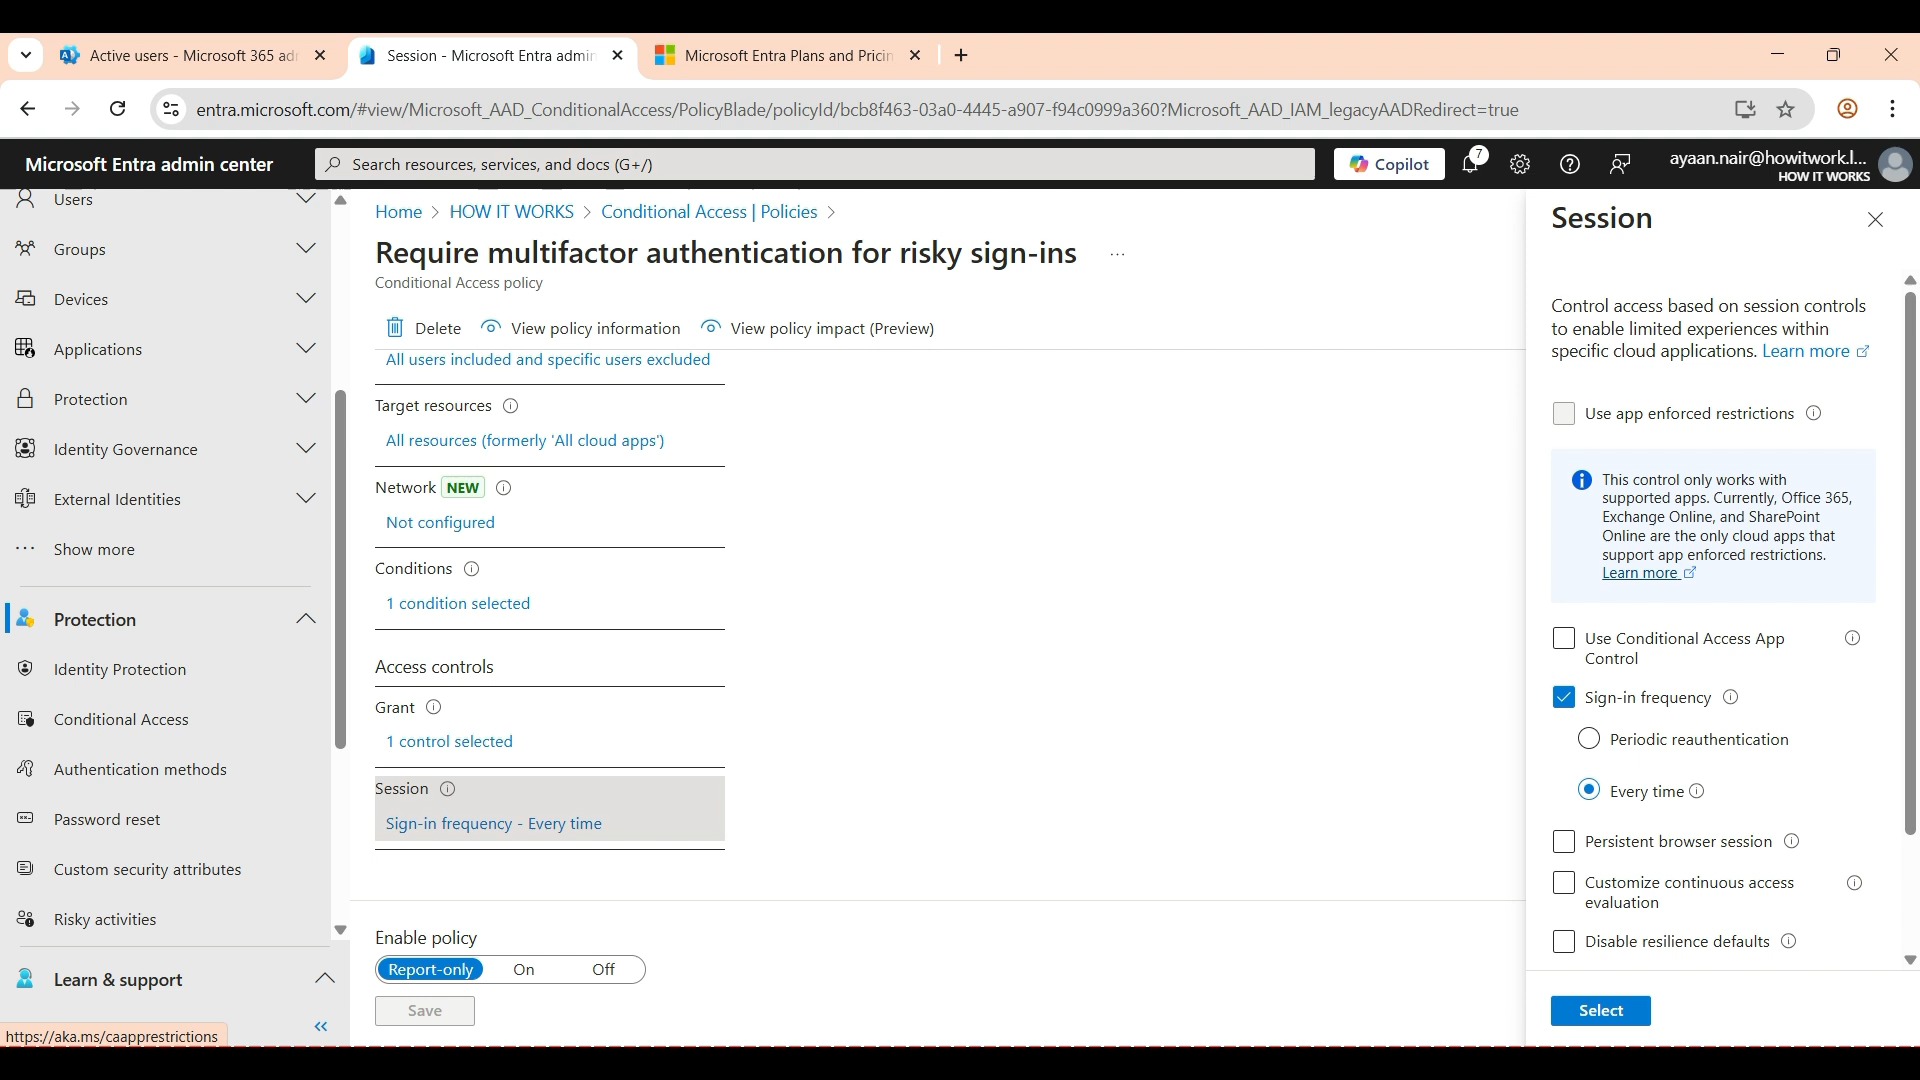 Active users - Microsoft 365 ad
Session - Microsoft Entra admin
Microsoft Entra Plans and Pricin
entra.microsoft.com/#view/Microsoft_AAD_ConditionalAccess/PolicyBlade/policyId/bcb8f463-03a0-4445-a907-f94c0999a360?Microsoft_AAD_IAM_legacyAADRedirect=true
Microsoft Entra admin center
Search resources, services, and docs (G+/)
Copilot
7
ayaan.nair@howitwork.l...
HOW IT WORKS
Users
Groups
Devices
Applications
Protection
Identity Governance
External Identities
Show more
Protection
Identity Protection
Conditional Access
Authentication methods
Password reset
Custom security attributes
Risky activities
Learn & support
https://aka.ms/caapprestrictions
Home > HOW IT WORKS > Conditional Access | Policies >
Require multifactor authentication for risky sign-ins ...
Conditional Access policy
Delete View policy information View policy impact (Preview)
All users included and specific users excluded
Target resources
All resources (formerly 'All cloud apps')
Network NEW
Not configured
Conditions
1 condition selected
Access controls
Grant
1 control selected
Session
Sign-in frequency - Every time
Enable policy
Report-only On Off
Save
Session
Control access based on session controls
to enable limited experiences within
specific cloud applications. Learn more
Use app enforced restrictions
This control only works with
supported apps. Currently, Office 365,
Exchange Online, and SharePoint
Online are the only cloud apps that
support app enforced restrictions.
Learn more
Use Conditional Access App
Control
Sign-in frequency
Periodic reauthentication
Every time
Persistent browser session
Customize continuous access
evaluation
Disable resilience defaults
Select